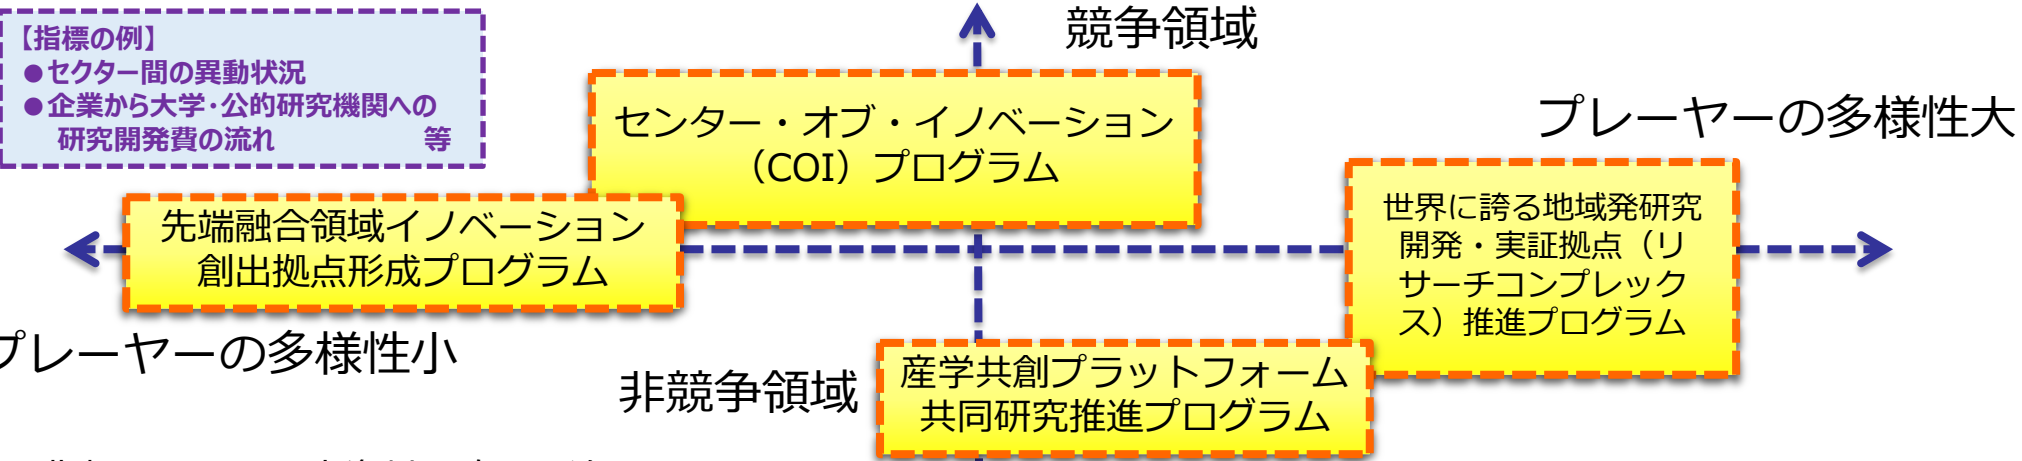 【指標の例】
●セクター間の異動状況
●企業から大学・公的研究機関への
研究開発費の流れ 等
競争領域
センター・オブ・イノベーション
（COI）プログラム
プレーヤーの多様性大
先端融合領域イノベーション
創出拠点形成プログラム
世界に誇る地域発研究
開発・実証拠点（リ
サーチコンプレック
ス）推進プログラム
プレーヤーの多様性小
非競争領域
産学共創プラットフォーム
共同研究推進プログラム